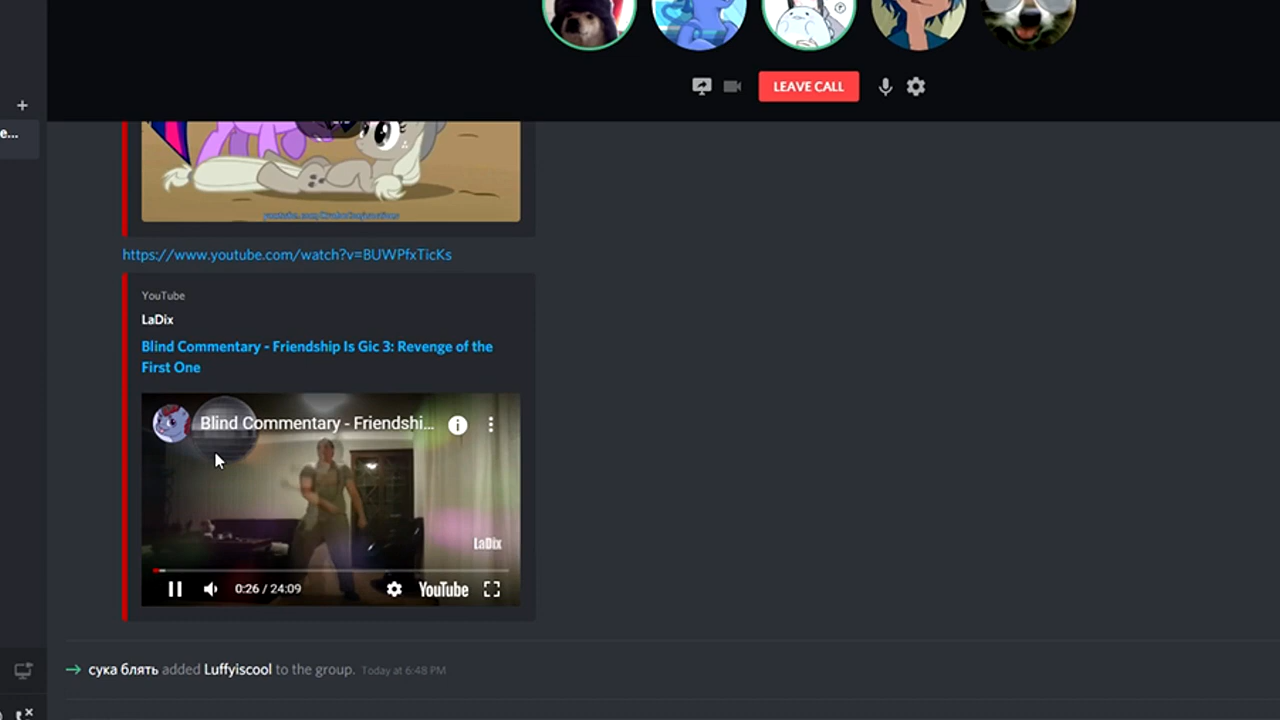 LEAVE CALL
e...
https://www.youtube.com/watch?v=BUWPfxTicKs
YouTube
LaDix
Blind Commentary - Friendship Is Gic 3: Revenge of the
First One
Blind Commentary - Friendshi...
LaDix
0:26 / 24:09
YouTube
сука блять added Luffyiscool to the group. Today at 6:48 PM